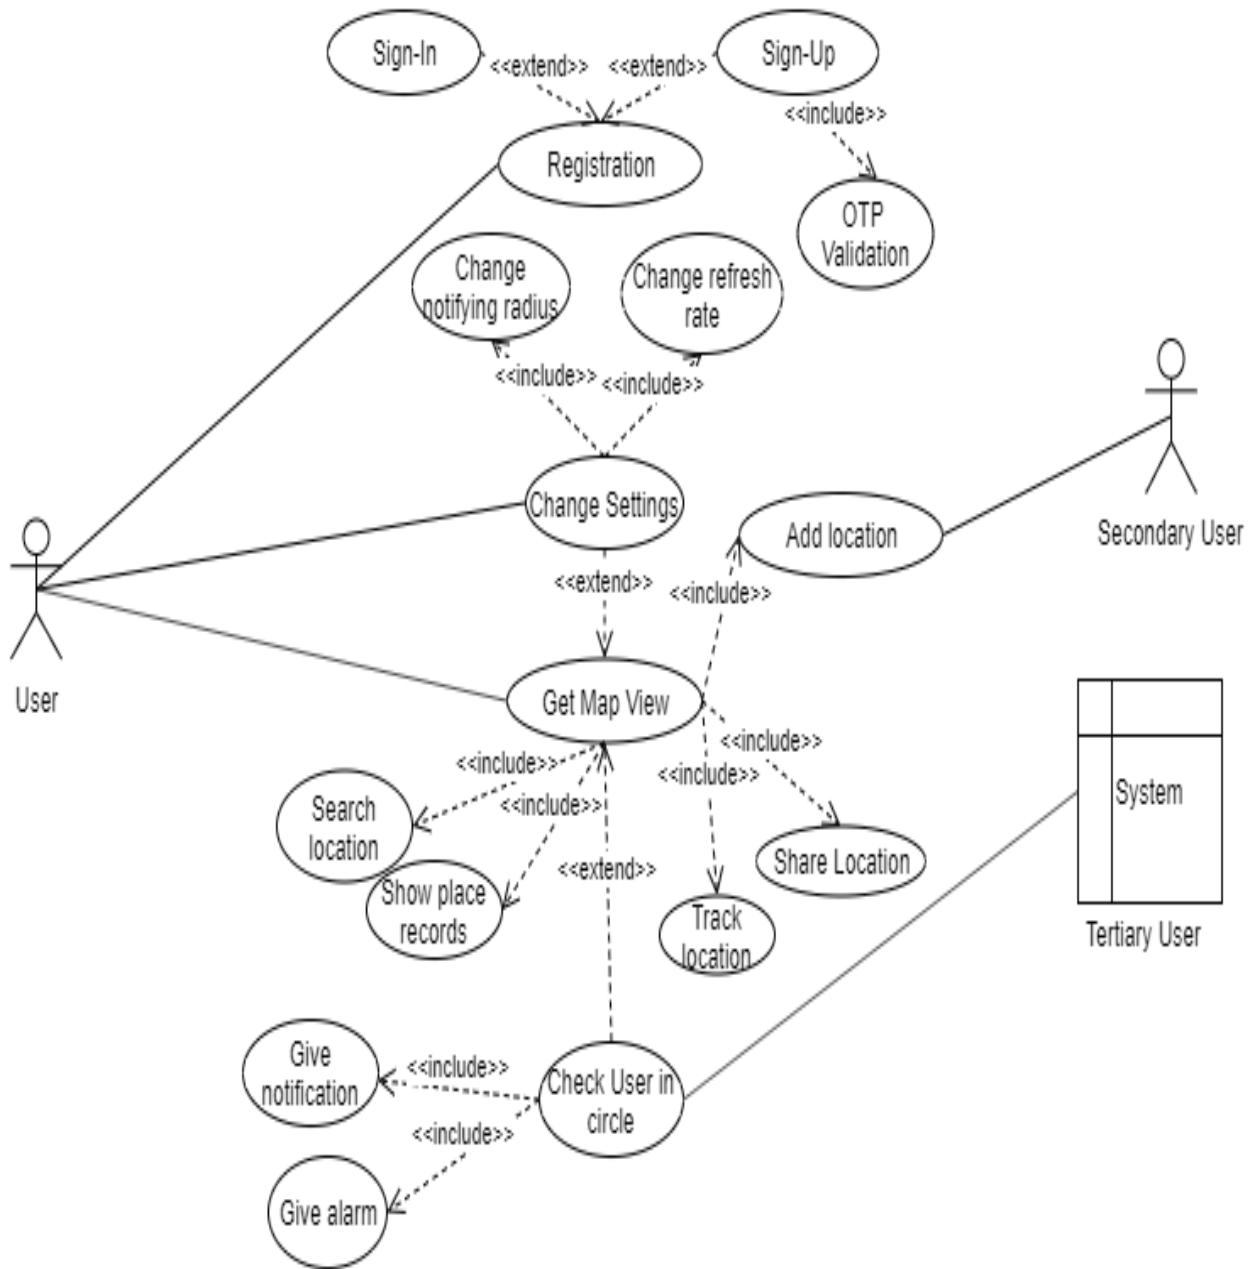 Sign-In
<<extend>>
<<extend>>
Sign-Up
<<include>>
Registration
OTP
Validation
Change
notifying radius
Change refresh
rate
<<include>>
<<include>>
Change Settings
Add location
Secondary User
<<extend>>
<<include>>
User
Get Map View
<<include>>
<<include>>
<<include>>
<<include>>
Search
location
System
Share Location
<<extend>>
Show place
records
Track
location
Tertiary User
Give
notification
<<include>>
Check User in
circle
<<include>>
Give alarm